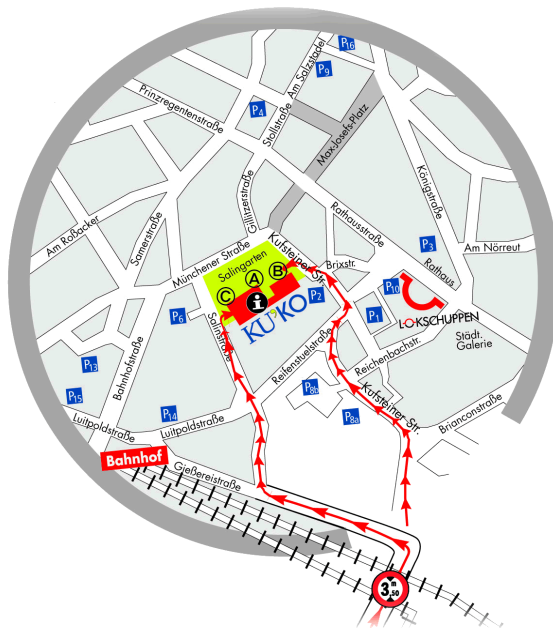 P16
Am Salzstadel
P9
Prinzregentenstraße
P4
Stollstraße
Max-Josefs-Platz
Königstraße
Gillitzerstraße
Rathausstraße
Am Roßacker
Samerstraße
Münchener Straße
Kufsteiner Str.
P3
Am Nörreut
Salingarten
Brixstr.
Rathaus
A
B
C
i
P2
P10
P6
KU'KO
P1
LOKSCHUPPEN
Städt.
Galerie
Salinstraße
Reichenbachstr.
Bahnhofstraße
Reifenstuelstraße
P13
P15
P14
P8b
P8a
Kufsteiner Str.
Brianconstraße
Luitpoldstraße
Luitpoldstraße
Bahnhof
Gießereistraße
3,50
m